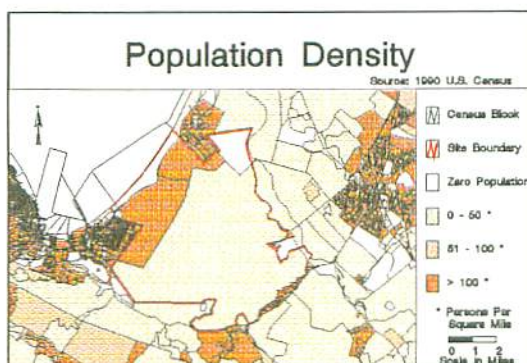 Population Density
Source: 1990 U.S. Census
Census Block
Site Boundary
Zero Population
0 - 50 *
51 - 100 *
> 100 *
* Persons Per
Square Mile
0 1 2
Scale in Miles